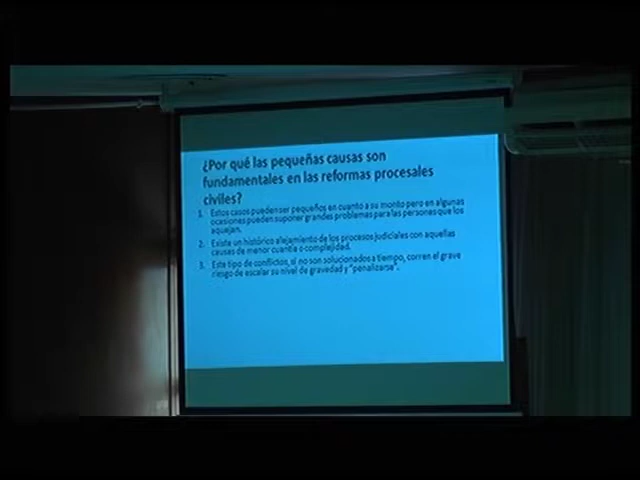 ¿Por qué las pequeñas causas son
fundamentales en las reformas procesales
civiles?
1. Estos casos pueden ser pequeños en cuanto a su monto pero en algunas
ocasiones pueden suponer grandes problemas para las personas que los
aquejan.
2. Existe un histórico alejamiento de los procesos judiciales con aquellas
causas de menor cuantía o complejidad.
3. Este tipo de conflictos, si no son solucionados a tiempo, corren el grave
riesgo de escalar su nivel de gravedad y "penalizarse".